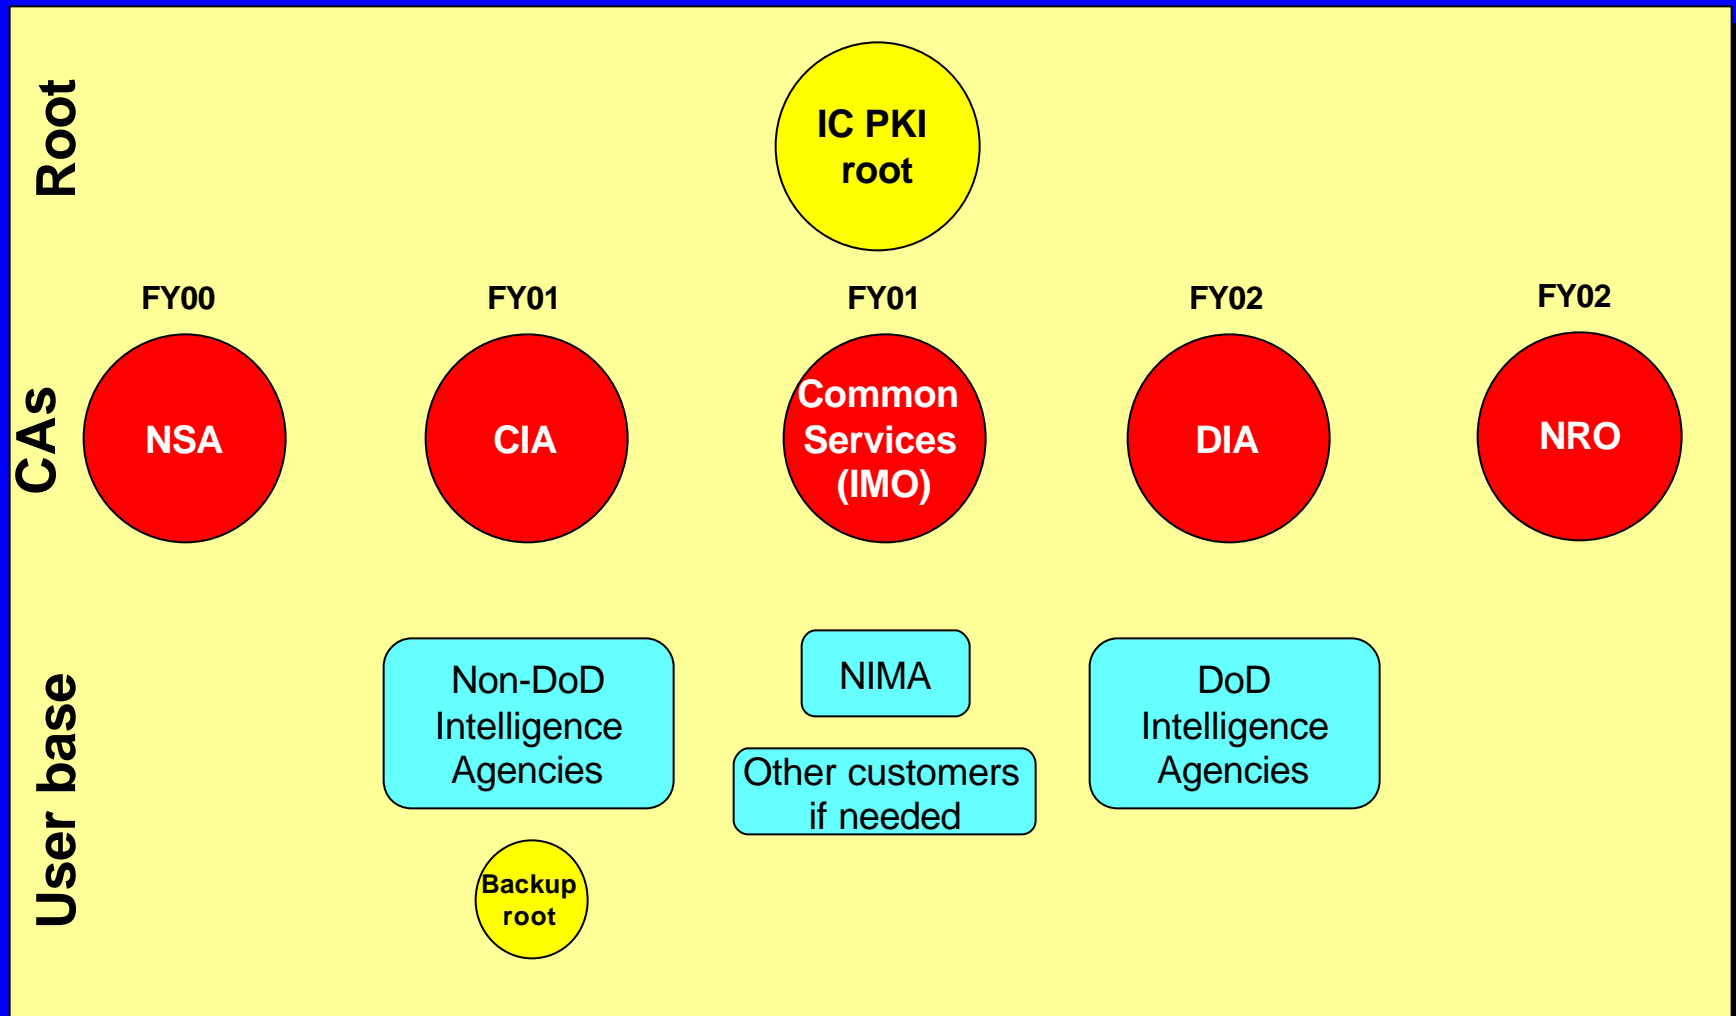 Root
IC PKI
root
FY00
FY01
FY01
FY02
FY02
CAs
NSA
CIA
Common
Services
(IMO)
DIA
NRO
User base
Non-DoD
Intelligence
Agencies
NIMA
Other customers
if needed
DoD
Intelligence
Agencies
Backup
root